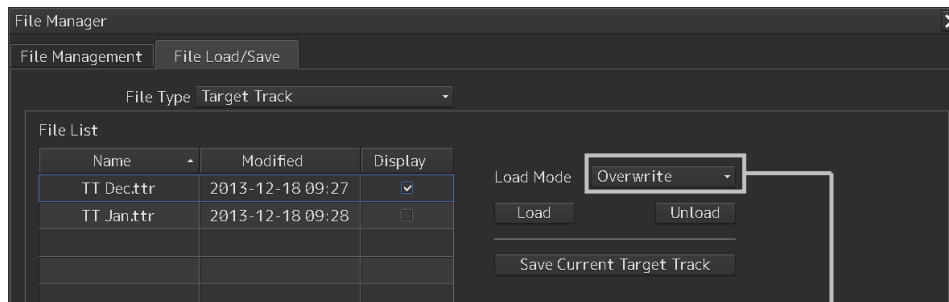 File Manager
File Management
File Load/Save
File Type Target Track
File List
Name Modified Display
TT Dec.ttr 2013-12-18 09:27
TT Jan.ttr 2013-12-18 09:28
Load Mode Overwrite
Load Unload
Save Current Target Track